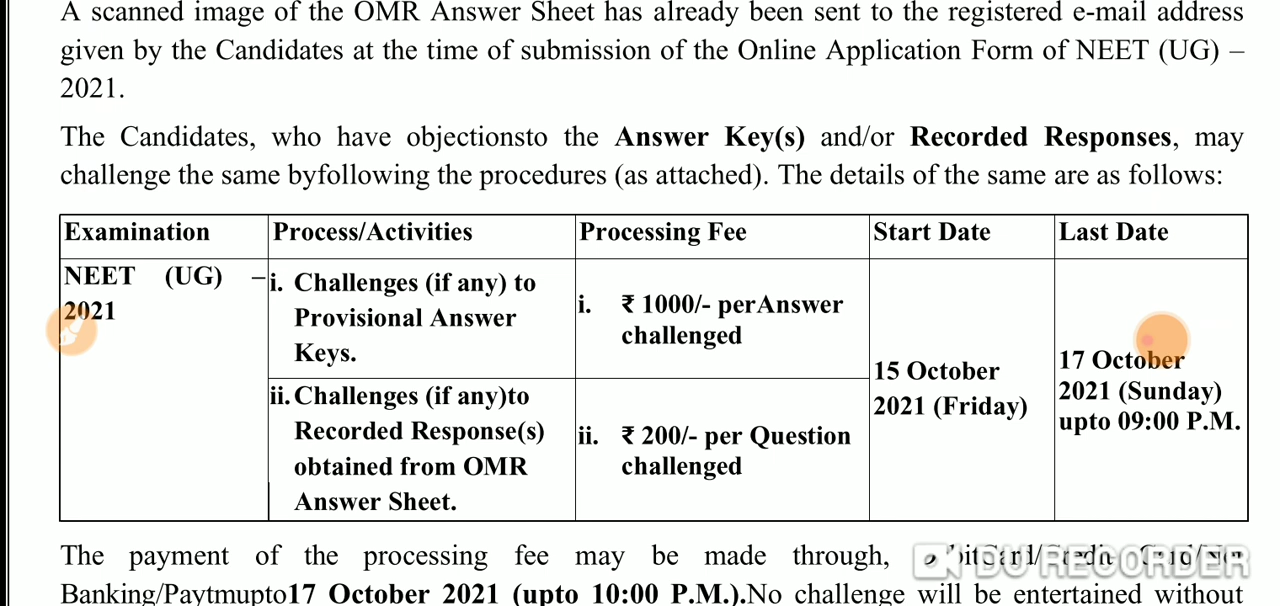 A scanned image of the OMR Answer Sheet has already been sent to the registered e-mail address
given by the Candidates at the time of submission of the Online Application Form of NEET (UG) –
2021.
The Candidates, who have objectionsto the Answer Key(s) and/or Recorded Responses, may
challenge the same byfollowing the procedures (as attached). The details of the same are as follows:
Examination Process/Activities Processing Fee Start Date Last Date
NEET (UG) –
2021
i. Challenges (if any) to
Provisional Answer
Keys.
i. ₹ 1000/- perAnswer
challenged
ii. Challenges (if any)to
Recorded Response(s)
obtained from OMR
Answer Sheet.
ii. ₹ 200/- per Question
challenged
15 October
2021 (Friday)
17 October
2021 (Sunday)
upto 09:00 P.M.
The payment of the processing fee may be made through,
Banking/Paytmupto17 October 2021 (upto 10:00 P.M.).No challenge will be entertained without
DU RECORDER